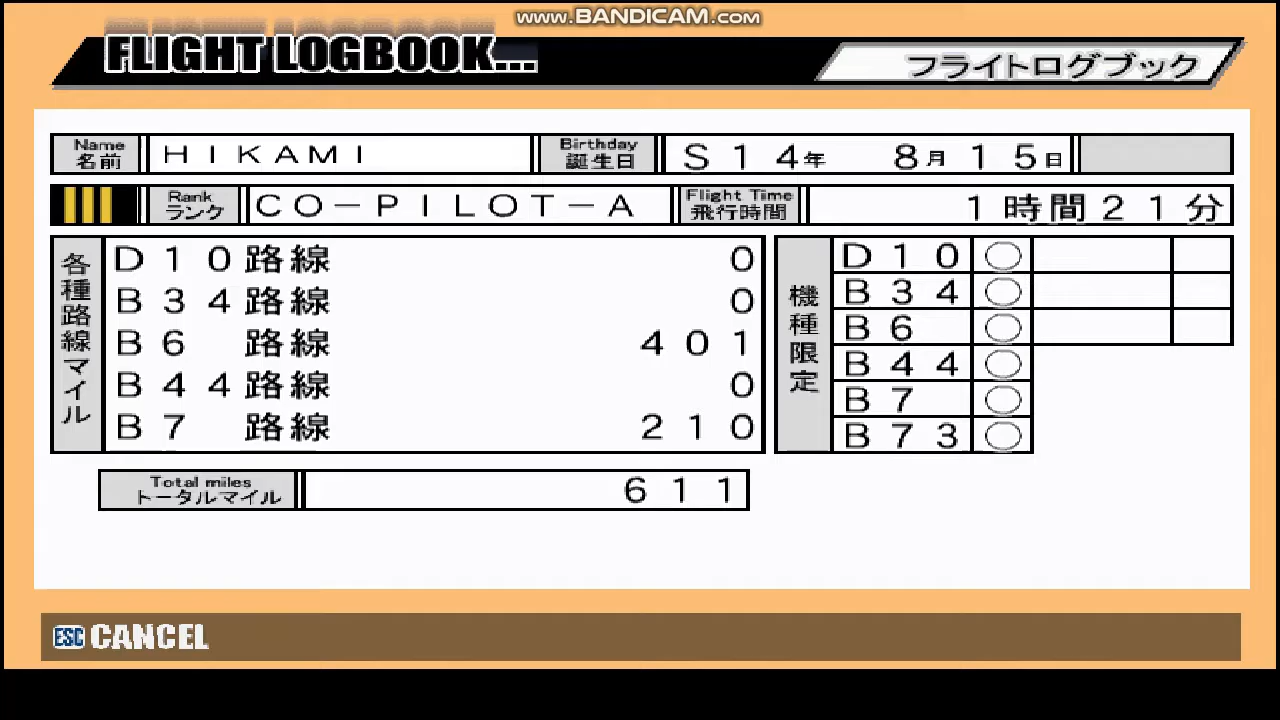 www.BANDICAM.com
FLIGHT LOGBOOK...
フライトログブック
Name
名前
HIKAMI
Birthday
誕生日
S14年 8月15日
Rank
ランク
CO-PILOT-A
Flight Time
飛行時間
1時間21分
各種路線マイル
D10路線 0
B34路線 0
B6 路線 401
B44路線 0
B7 路線 210
機種限定
D10 ○
B34 ○
B6 ○
B44 ○
B7 ○
B73 ○
Total miles
トータルマイル
611
ESC CANCEL